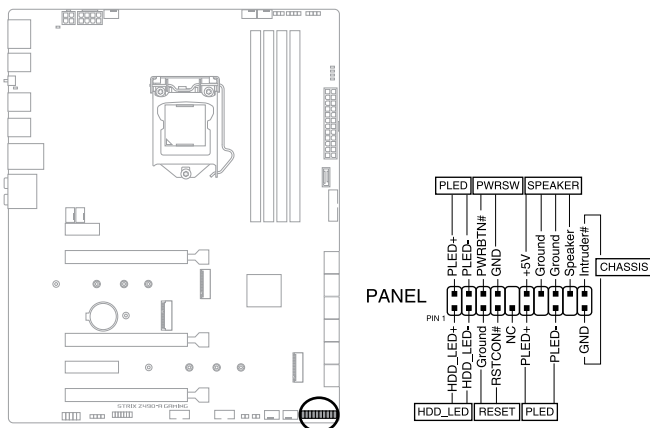 PLED PWRSW SPEAKER
PLED+
PLED-
PWRBTN#
GND
+5V
Ground
Ground
Speaker
Intruder#
CHASSIS
PANEL
PIN 1
HDD_LED+
HDD_LED-
Ground
RSTCON#
NC
PLED+
PLED-
GND
HDD_LED RESET PLED
STRIX Z490-A GAMING